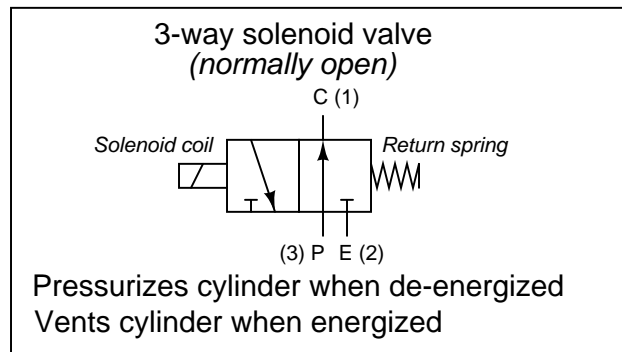 3-way solenoid valve
(normally open)
C (1)
Solenoid coil
Return spring
(3) P E (2)
Pressurizes cylinder when de-energized
Vents cylinder when energized